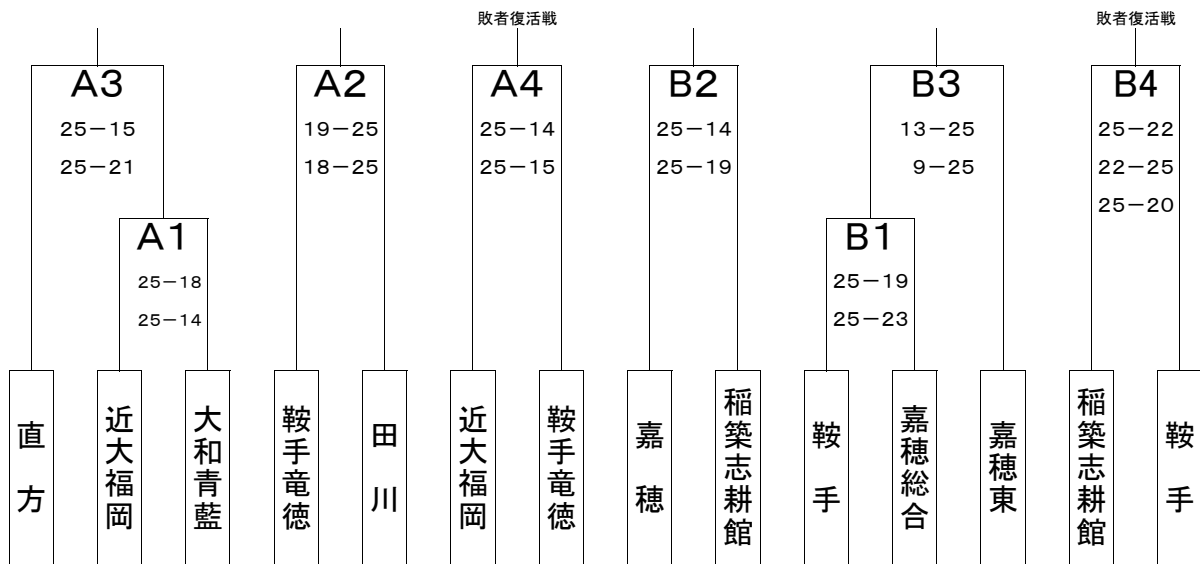 敗者復活戦
敗者復活戦
A3
A2
A4
B2
B3
B4
25−15
19−25
25−14
25−14
13−25
25−22
25−21
18−25
25−15
25−19
9−25
22−25
25−20
A1
B1
25−18
25−19
25−14
25−23
直方
近大福岡
大和青藍
鞍手竜徳
田川
近大福岡
鞍手竜徳
嘉穂
稲築志耕館
鞍手
嘉穂総合
嘉穂東
稲築志耕館
鞍手